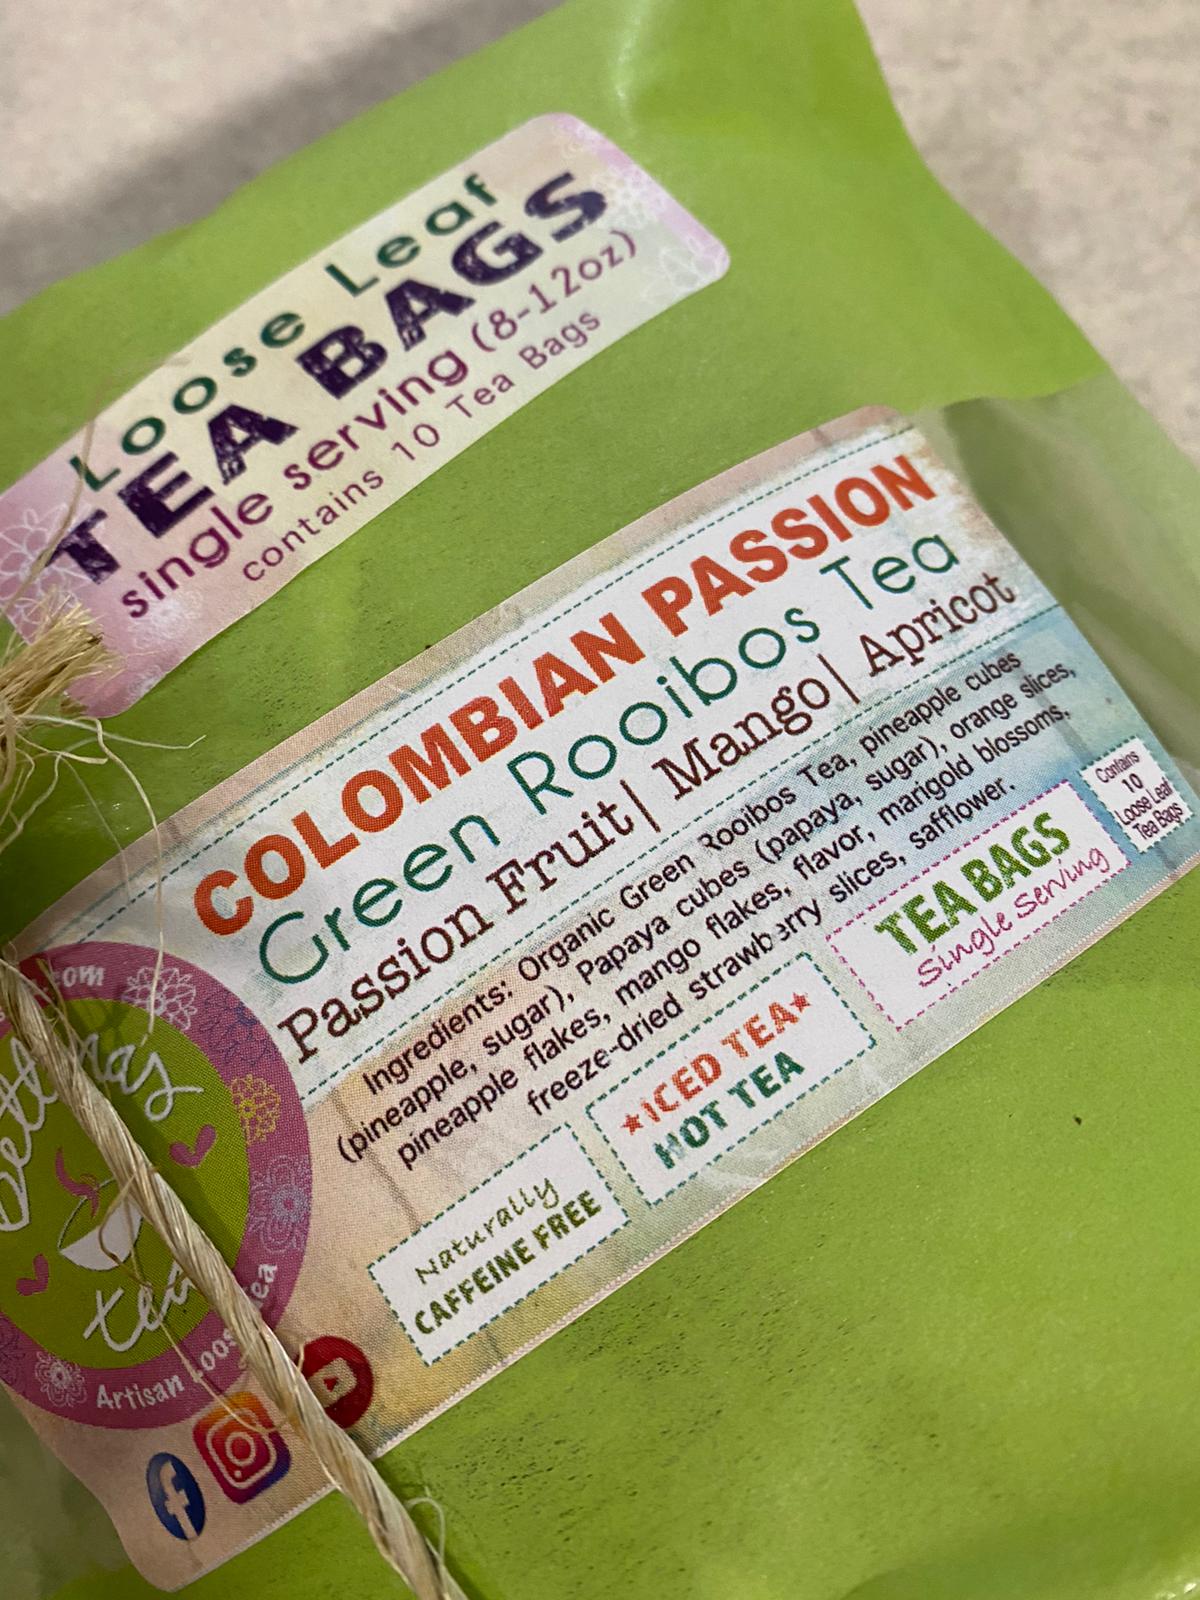 Loose Leaf
TEA BAGS
single serving (8-12oz)
contains 10 Tea Bags
COLOMBIAN PASSION
Green Rooibos Tea
Passion Fruit| Mango| Apricot
Ingredients: Organic Green Rooibos Tea, pineapple cubes
(pineapple, sugar), Papaya cubes (papaya, sugar), orange slices,
pineapple flakes, mango flakes, flavor, marigold blossoms,
freeze-dried strawberry slices, safflower.
Naturally
CAFFEINE FREE
ICED TEA
HOT TEA
TEA BAGS
Single Serving
Contains
10
Loose Leaf
Tea Bags
.com
tea
Artisan